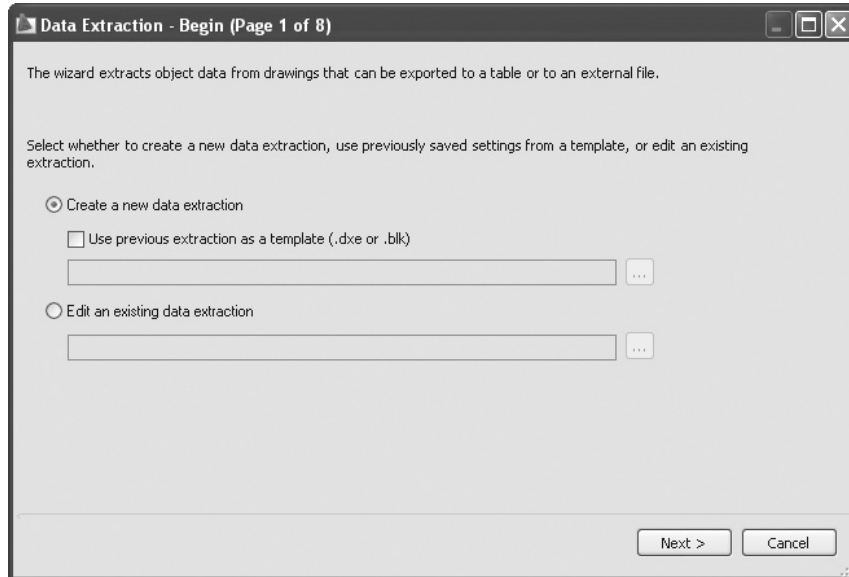 Data Extraction - Begin (Page 1 of 8)
The wizard extracts object data from drawings that can be exported to a table or to an external file.
Select whether to create a new data extraction, use previously saved settings from a template, or edit an existing
extraction.
Create a new data extraction
Use previous extraction as a template (.dxe or .blk)
...
Edit an existing data extraction
...
Next >
Cancel